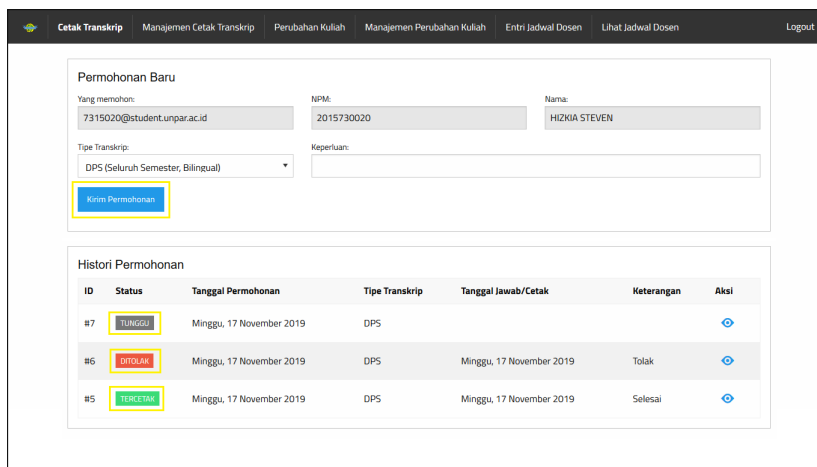 Cetak Transkrip Manajemen Cetak Transkrip Perubahan Kuliah Manajemen Perubahan Kuliah Entri Jadwal Dosen Lihat Jadwal Dosen Logout
Permohonan Baru
Yang memohon: NPM: Nama:
7315020@student.unpar.ac.id 2015730020 HIZKIA STEVEN
Tipe Transkrip: Keperluan:
DPS (Seluruh Semester, Bilingual)
Kirim Permohonan
Histori Permohonan
ID Status Tanggal Permohonan Tipe Transkrip Tanggal Jawab/Cetak Keterangan Aksi
#7 TUNGGU Minggu, 17 November 2019 DPS
#6 DITOLAK Minggu, 17 November 2019 DPS Minggu, 17 November 2019 Tolak
#5 TERCETAK Minggu, 17 November 2019 DPS Minggu, 17 November 2019 Selesai